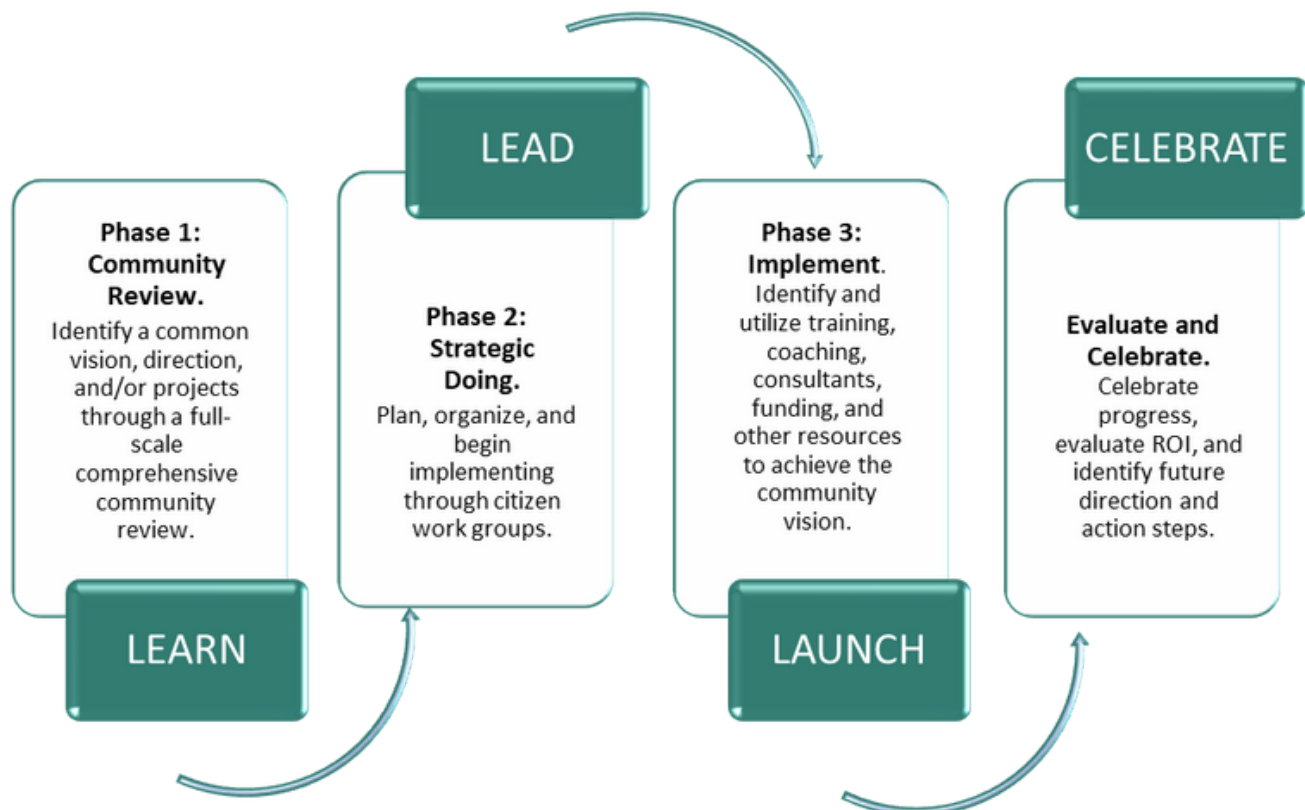 Phase 1:
Community
Review.
Identify a common
vision, direction,
and/or projects
through a full-
scale
comprehensive
community
review.
LEARN
LEAD
Phase 2:
Strategic
Doing.
Plan, organize, and
begin
implementing
through citizen
work groups.
Phase 3:
Implement.
Identify and
utilize training,
coaching,
consultants,
funding, and
other resources
to achieve the
community
vision.
LAUNCH
CELEBRATE
Evaluate and
Celebrate.
Celebrate
progress,
evaluate ROI, and
identify future
direction and
action steps.